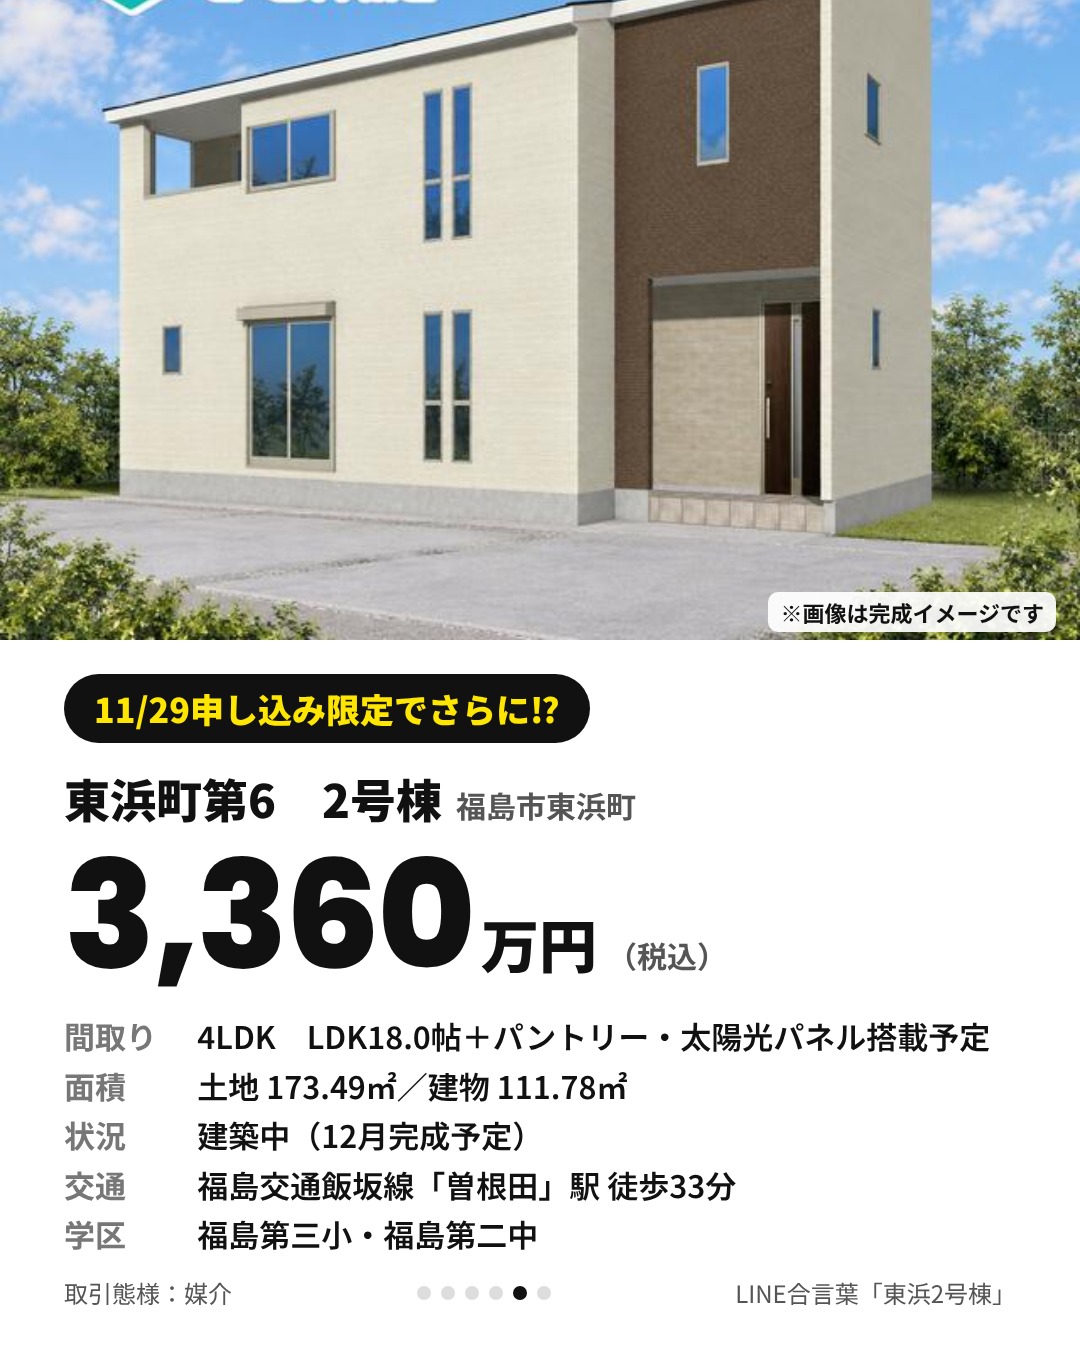 ※画像は完成イメージです
11/29申し込み限定でさらに!?
東浜町第6　2号棟 福島市東浜町
3,360万円（税込）
間取り　4LDK　LDK18.0帖＋パントリー・太陽光パネル搭載予定
面積　土地 173.49㎡／建物 111.78㎡
状況　建築中（12月完成予定）
交通　福島交通飯坂線「曽根田」駅 徒歩33分
学区　福島第三小・福島第二中
取引態様：媒介
LINE合言葉「東浜2号棟」